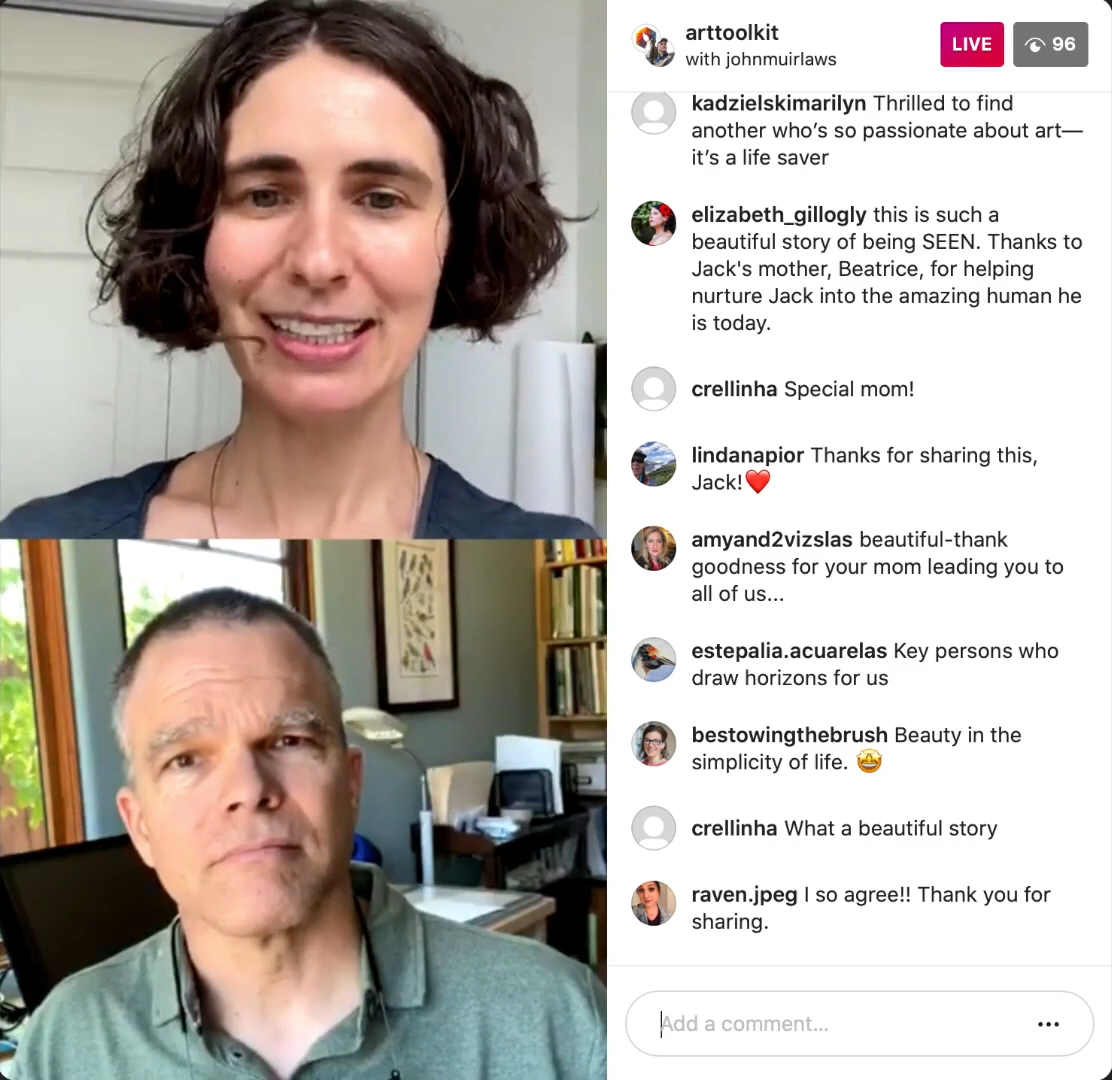 arttoolkit
with johnmuirlaws
LIVE
96
kadzielskimarilyn Thrilled to find
another who’s so passionate about art—
it’s a life saver
elizabeth_gillogly this is such a
beautiful story of being SEEN. Thanks to
Jack's mother, Beatrice, for helping
nurture Jack into the amazing human he
is today.
crellinha Special mom!
lindanapior Thanks for sharing this,
Jack!❤️
amyand2vizslas beautiful-thank
goodness for your mom leading you to
all of us...
estepalia.acuarelas Key persons who
draw horizons for us
bestowingthebrush Beauty in the
simplicity of life. 🤩
crellinha What a beautiful story
raven.jpeg I so agree!! Thank you for
sharing.
Add a comment...